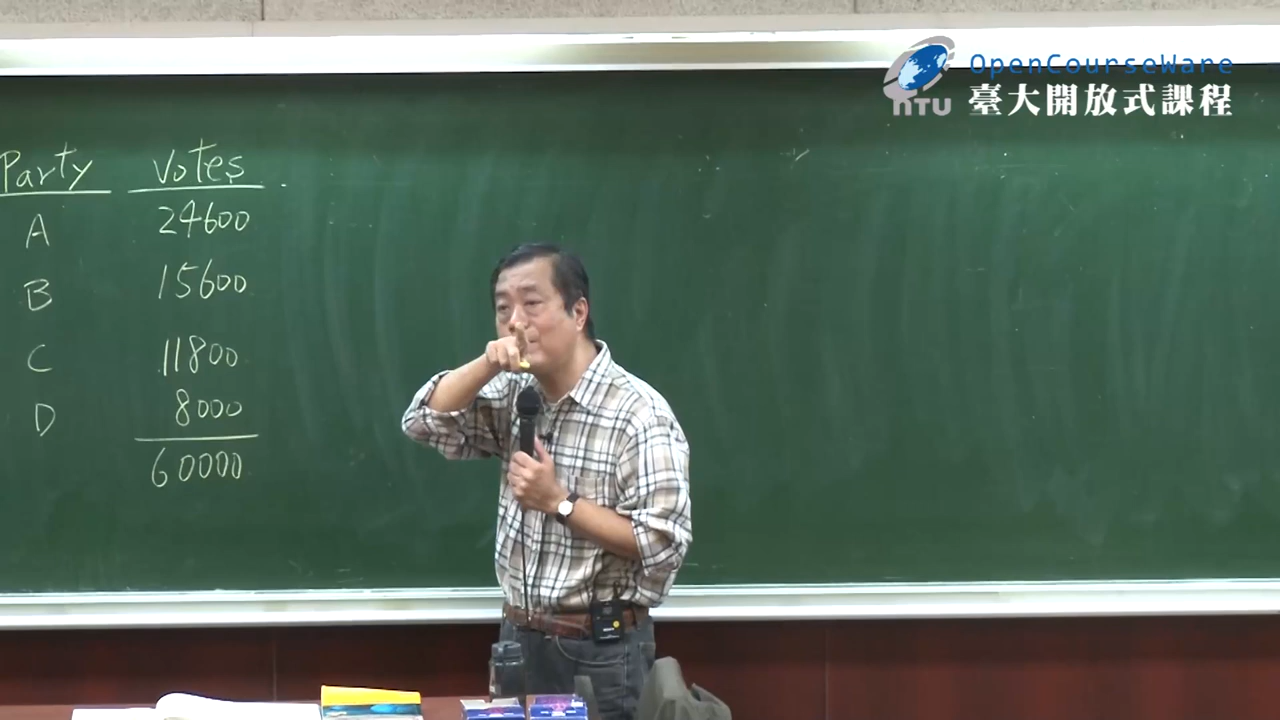 OpenCourseWare
NTU 臺大開放式課程
Party Votes
A 24600
B 15600
C 11800
D 8000
60000